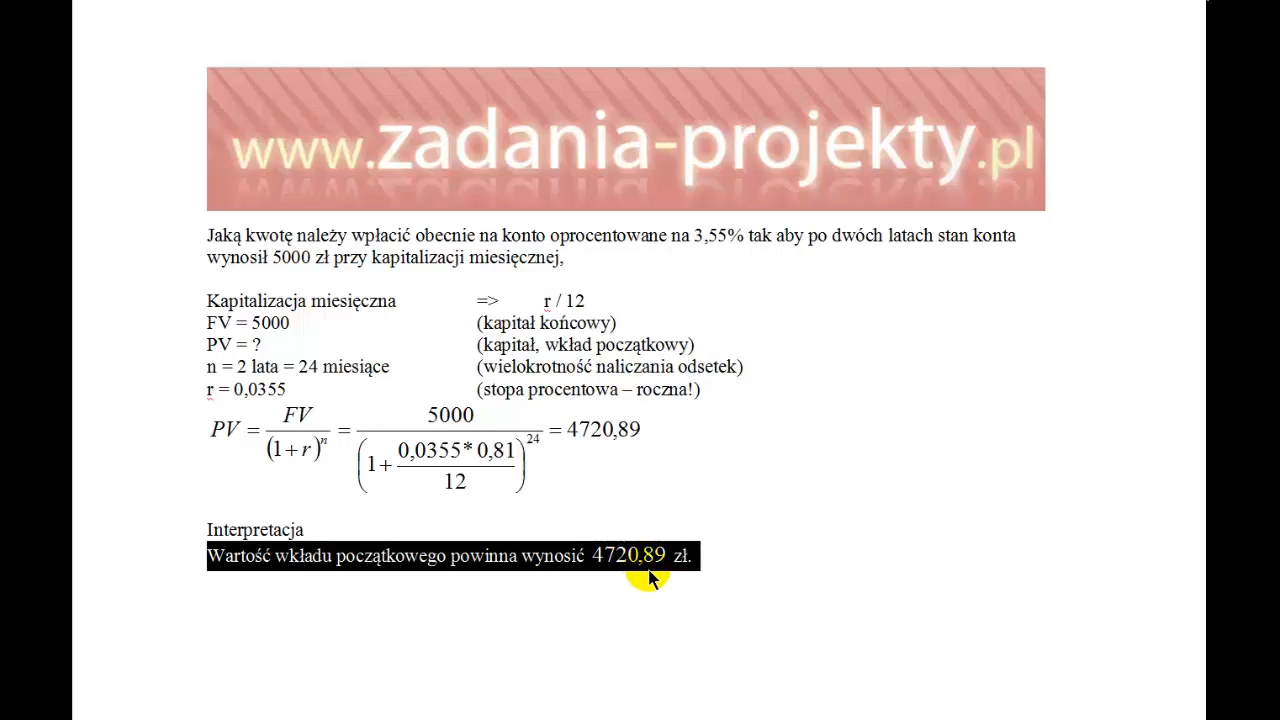 www.zadania-projekty.pl
Jaką kwotę należy wpłacić obecnie na konto oprocentowane na 3,55% tak aby po dwóch latach stan konta
wynosił 5000 zł przy kapitalizacji miesięcznej,
Kapitalizacja miesięczna => r / 12
FV = 5000 (kapitał końcowy)
PV = ? (kapitał, wkład początkowy)
n = 2 lata = 24 miesiące (wielokrotność naliczania odsetek)
r = 0,0355 (stopa procentowa – roczna!)
PV = FV / (1+r)^n = 5000 / (1 + 0,0355*0,81 / 12)^24 = 4720,89
Interpretacja
Wartość wkładu początkowego powinna wynosić 4720,89 zł.